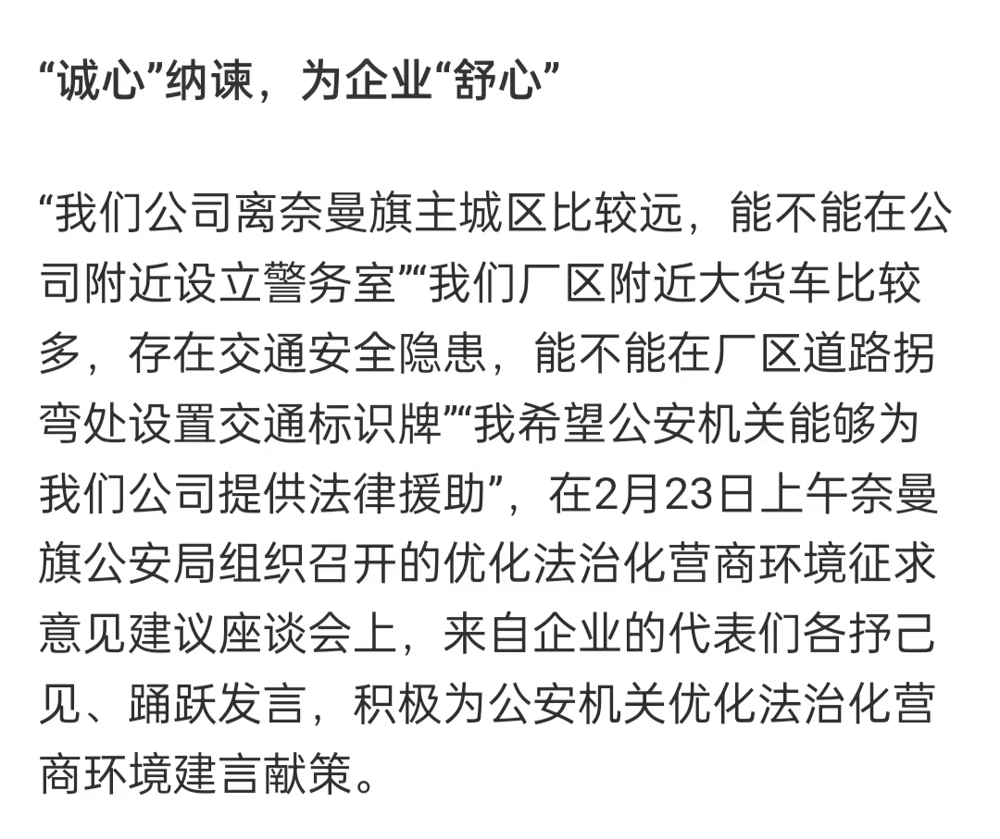 “诚心”纳谏，为企业“舒心”
“我们公司离奈曼旗主城区比较远，能不能在公
司附近设立警务室”“我们厂区附近大货车比较
多，存在交通安全隐患，能不能在厂区道路拐
弯处设置交通标识牌”“我希望公安机关能够为
我们公司提供法律援助”，在2月23日上午奈曼
旗公安局组织召开的优化法治化营商环境征求
意见建议座谈会上，来自企业的代表们各抒己
见、踊跃发言，积极为公安机关优化法治化营
商环境建言献策。